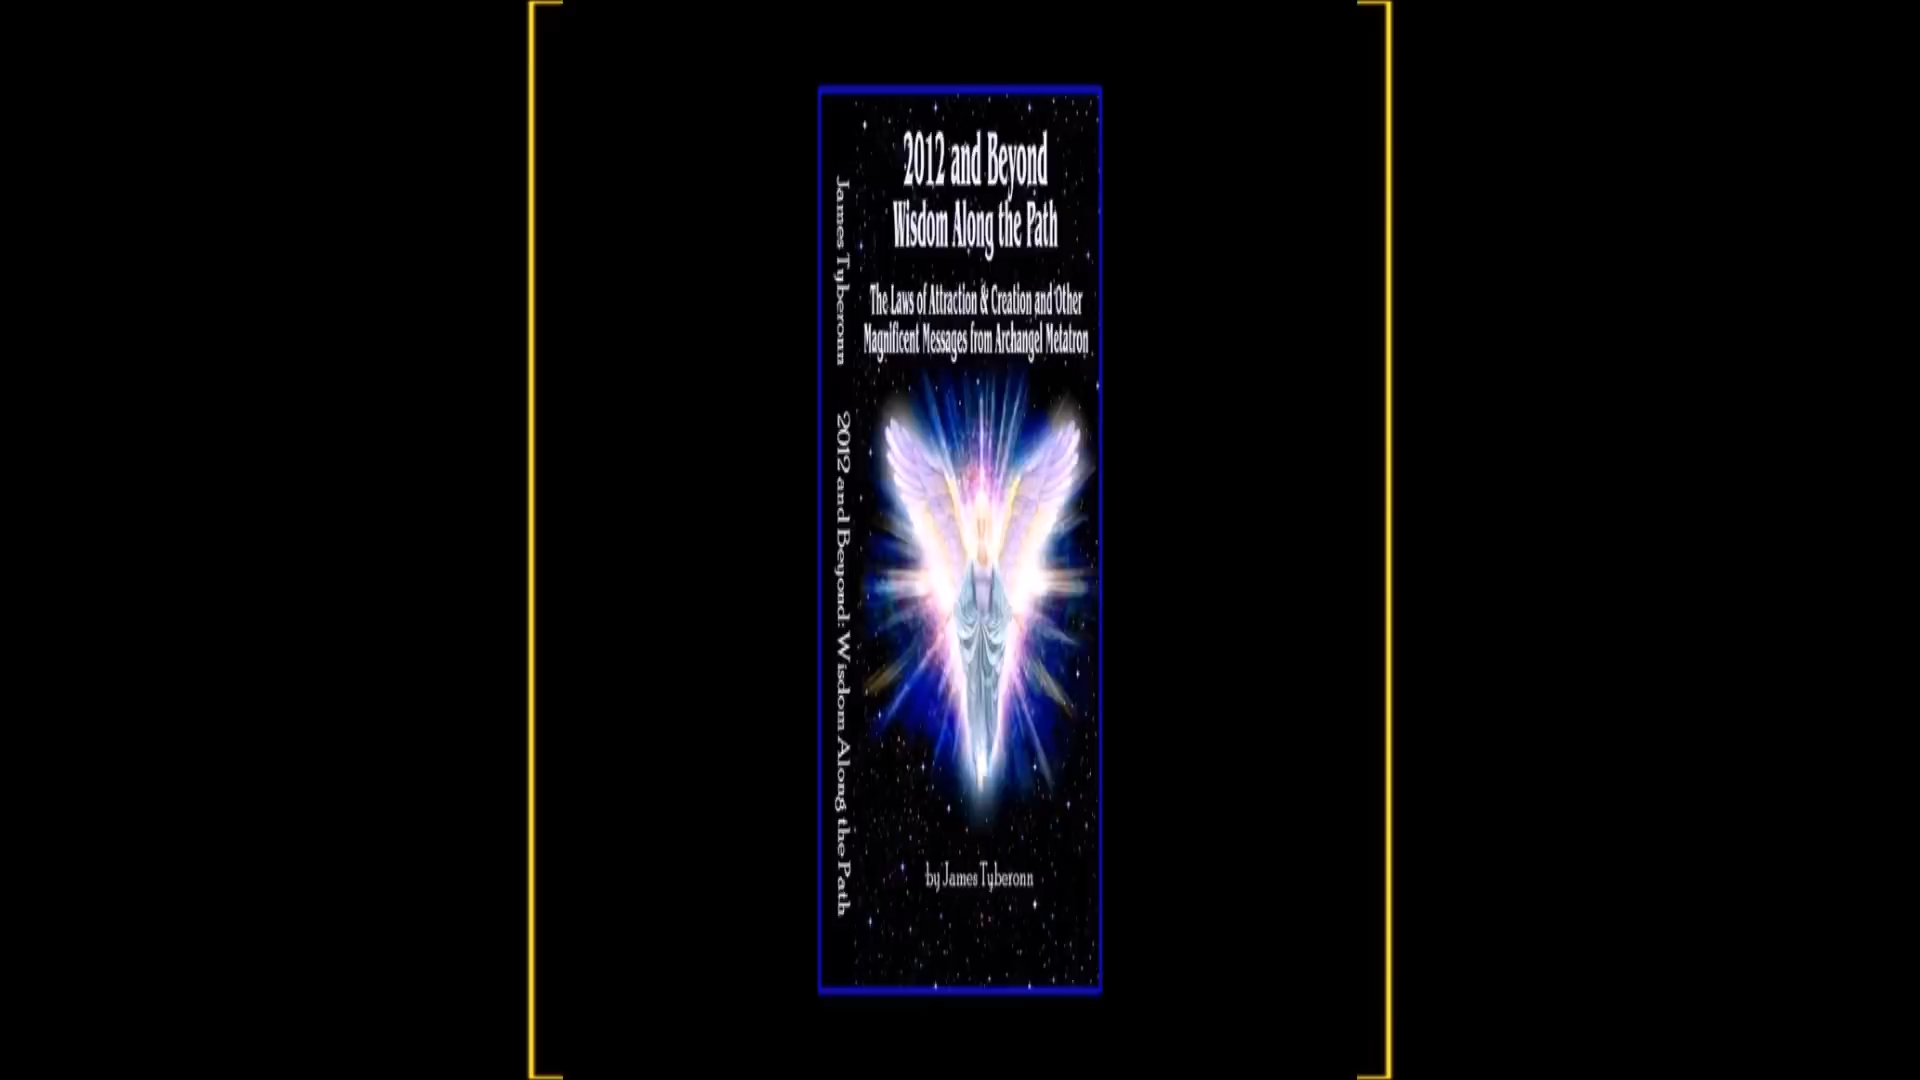 2012 and Beyond
Wisdom Along the Path
The Laws of Attraction & Creation and Other
Magnificent Messages from Archangel Metatron
by James Tyberonn
James Tyberonn 2012 and Beyond: Wisdom Along the Path